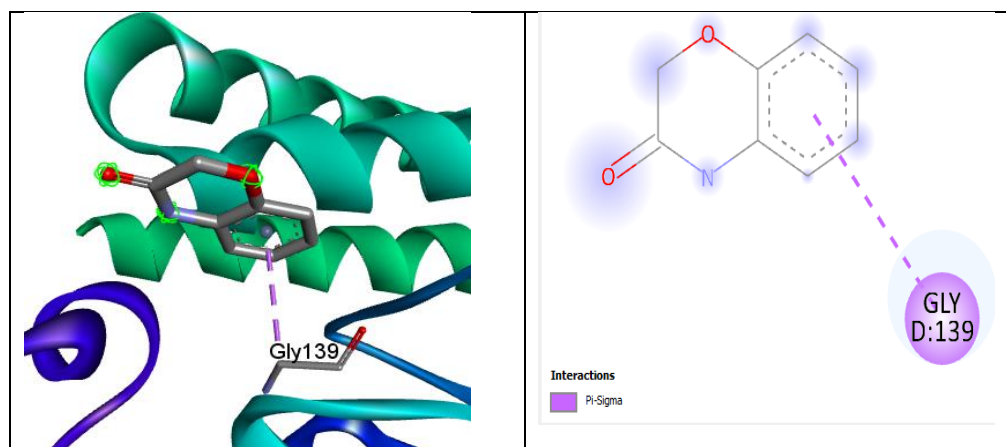 Gly139
O
O
N
GLY
D:139
Interactions
Pi-Sigma